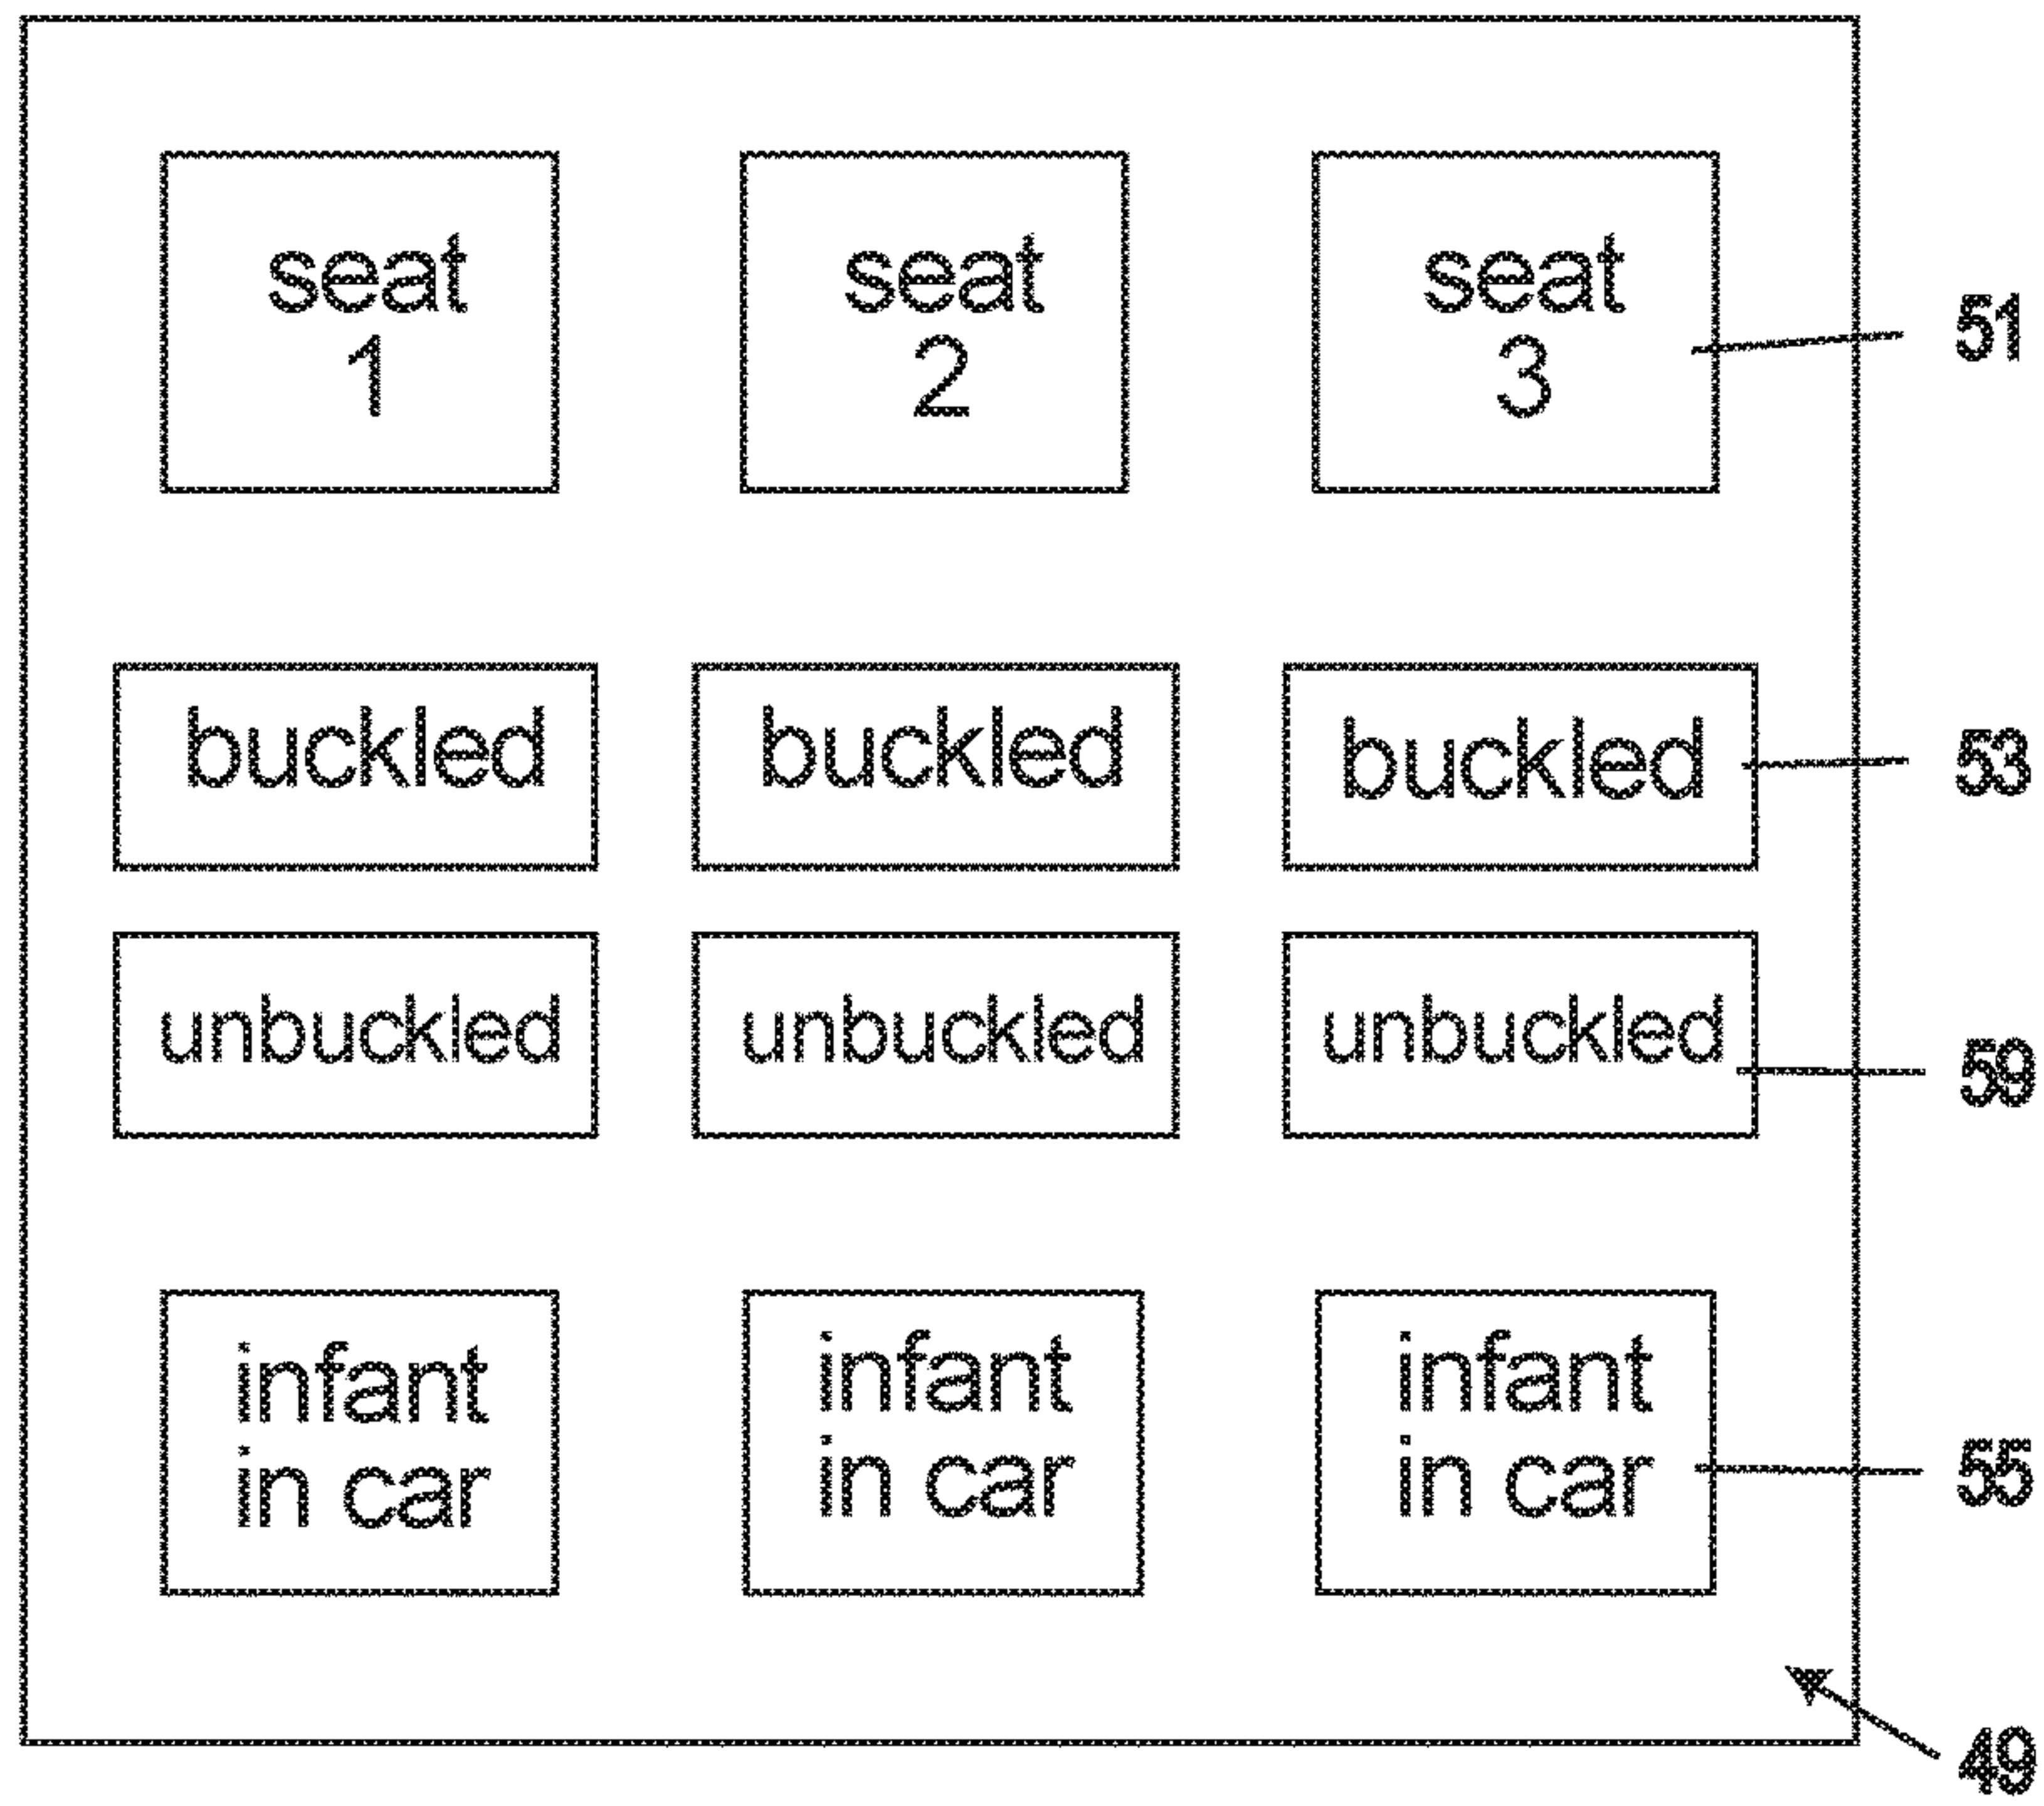 seat
1
seat
2
seat
3
51
buckled
buckled
buckled
53
unbuckled
unbuckled
unbuckled
59
infant
in car
infant
in car
infant
in car
55
49